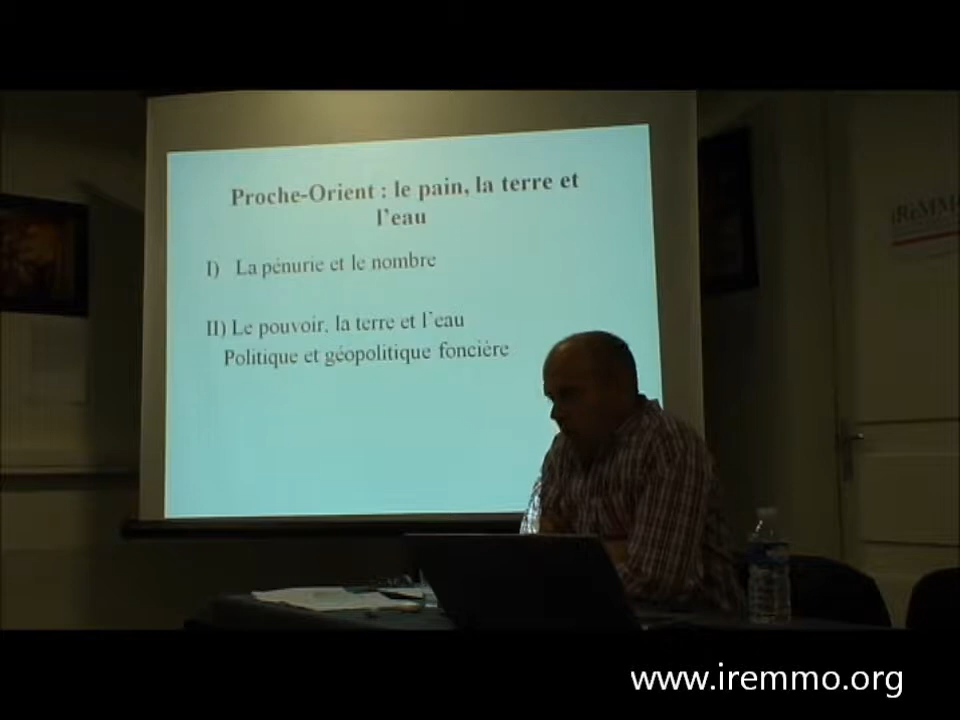 Proche-Orient : le pain, la terre et
l'eau
I) La pénurie et le nombre
II) Le pouvoir, la terre et l'eau
Politique et géopolitique foncière
iReMMO
www.iremmo.org